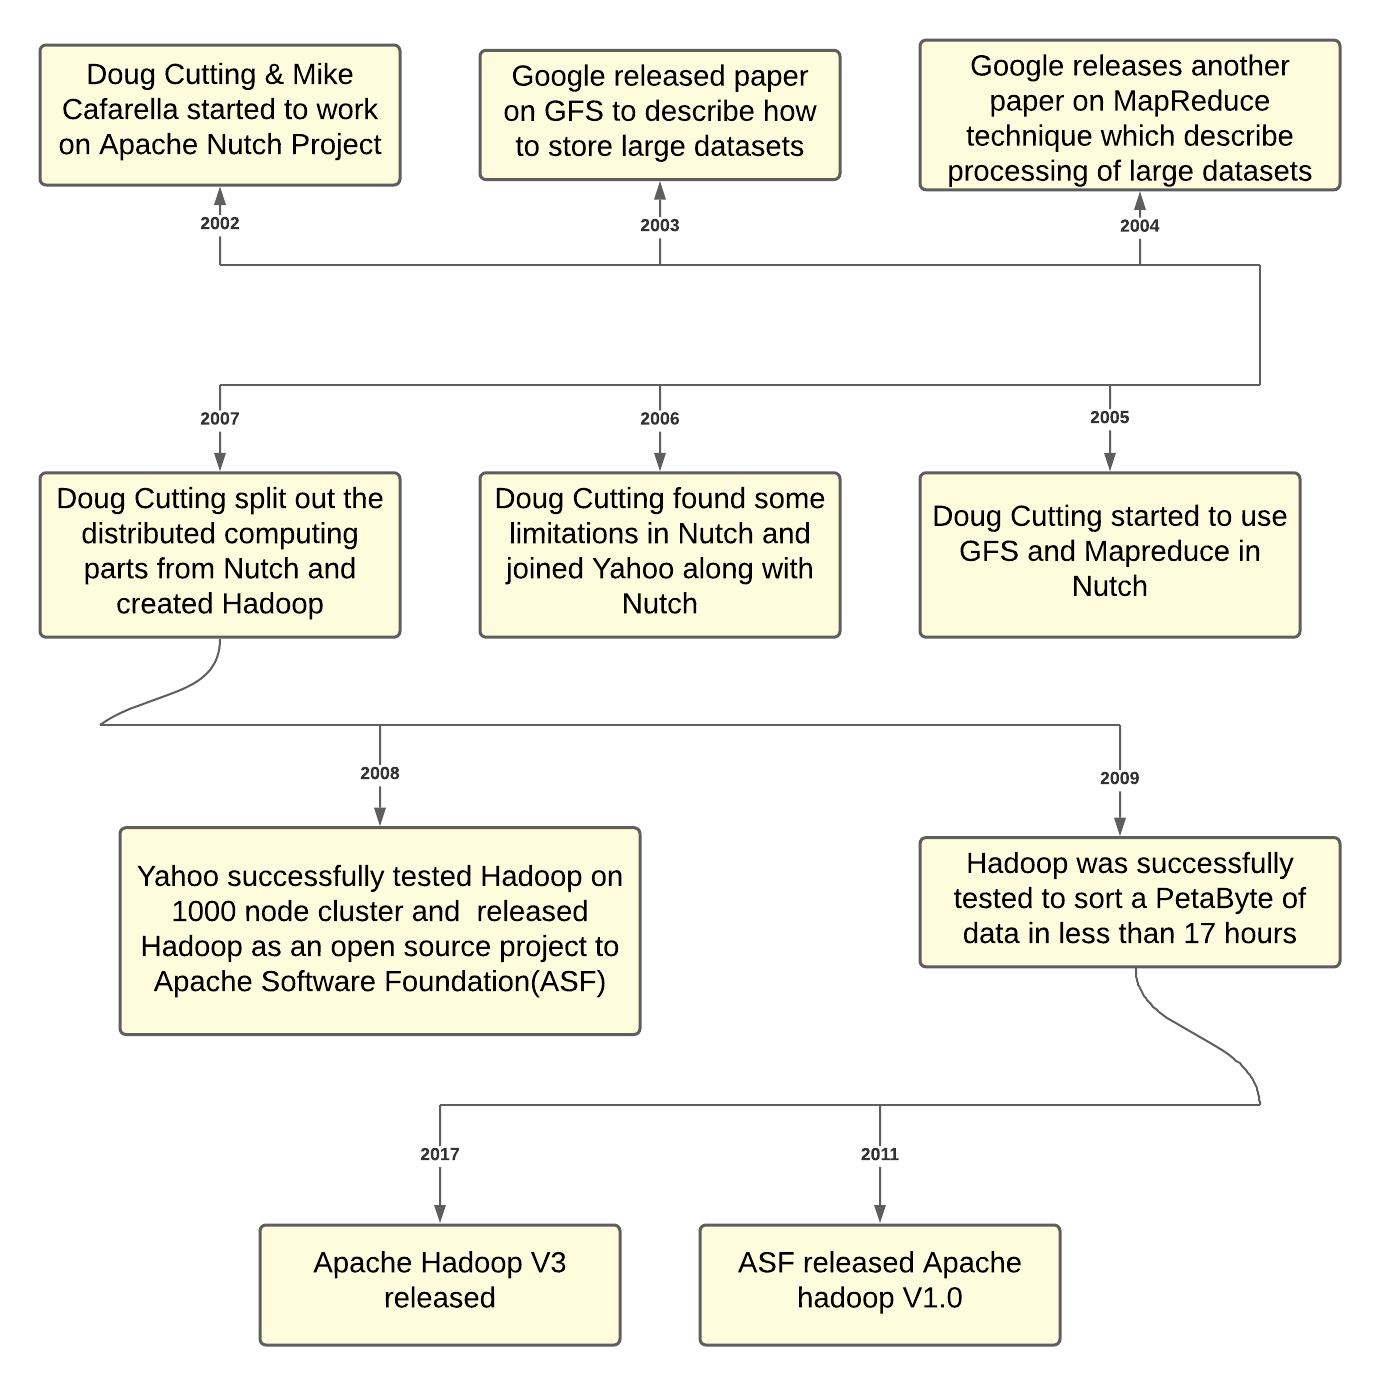 Doug Cutting & Mike
Cafarella started to work
on Apache Nutch Project
Google released paper
on GFS to describe how
to store large datasets
Google releases another
paper on MapReduce
technique which describe
processing of large datasets
2002
2003
2004
2007
2006
2005
Doug Cutting split out the
distributed computing
parts from Nutch and
created Hadoop
Doug Cutting found some
limitations in Nutch and
joined Yahoo along with
Nutch
Doug Cutting started to use
GFS and Mapreduce in
Nutch
2008
2009
Yahoo successfully tested Hadoop on
1000 node cluster and  released
Hadoop as an open source project to
Apache Software Foundation(ASF)
Hadoop was successfully
tested to sort a PetaByte of
data in less than 17 hours
2017
2011
Apache Hadoop V3
released
ASF released Apache
hadoop V1.0